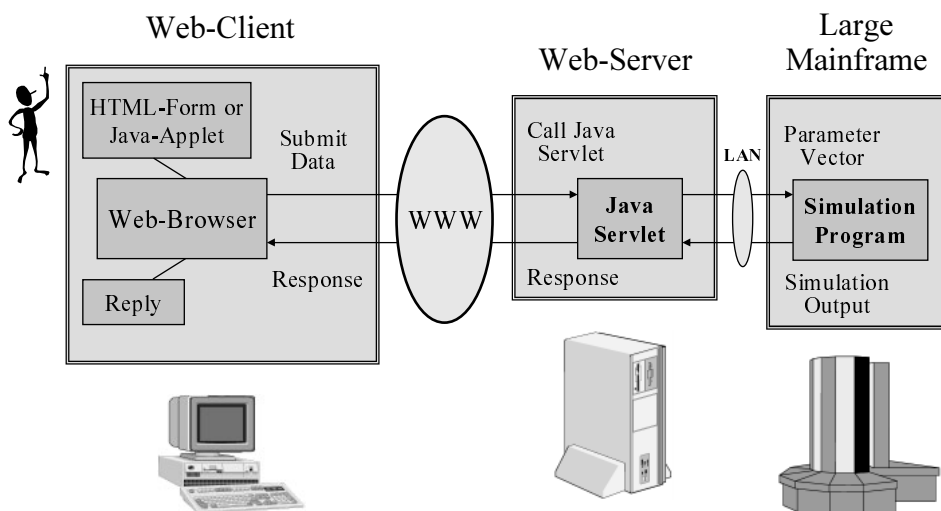 Web-Client
HTML-Form or
Java-Applet
Submit
Data
Web-Browser
Response
Reply
WWW
Web-Server
Call Java
Servlet
Java
Servlet
Response
LAN
Large
Mainframe
Parameter
Vector
Simulation
Program
Simulation
Output